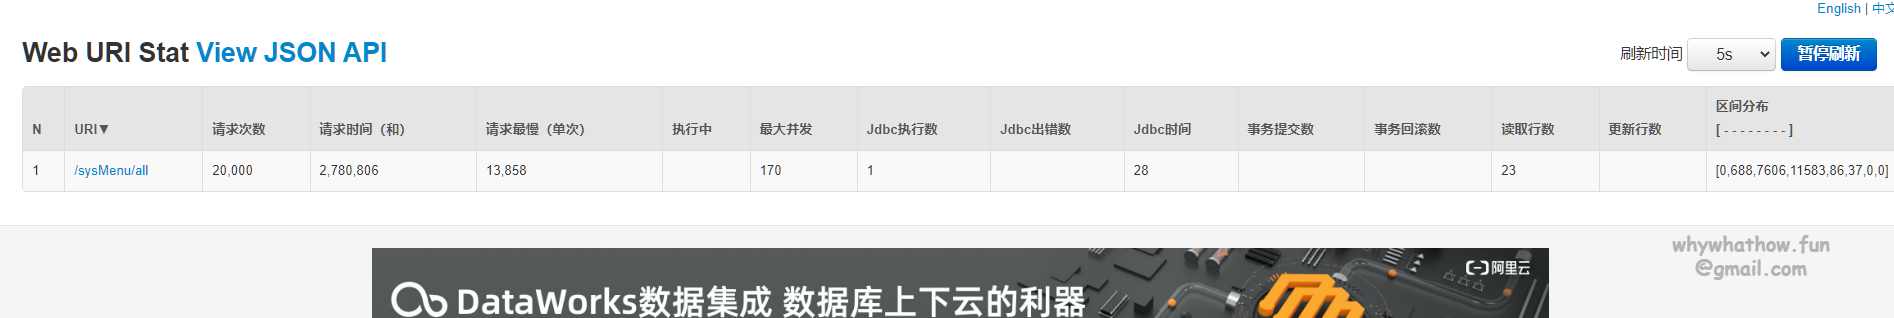 English | 中文
Web URI Stat View JSON API
刷新时间 5s 暂停刷新
N URI▼ 请求次数 请求时间（和） 请求最慢（单次） 执行中 最大并发 Jdbc执行数 Jdbc出错数 Jdbc时间 事务提交数 事务回滚数 读取行数 更新行数 区间分布
[ - - - - - - - - ]
1 /sysMenu/all 20,000 2,780,806 13,858 170 1 28 23 [0,688,7606,11583,86,37,0,0]
whywhathow.fun
@gmail.com
阿里云
DataWorks数据集成 数据库上下云的利器